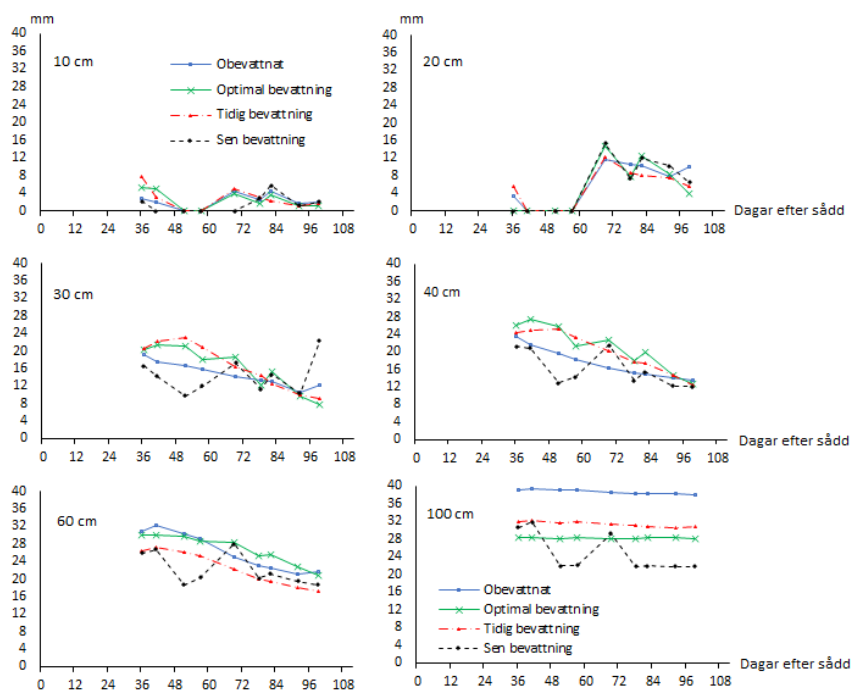 mm
40
36
32
28
24
20
16
12
8
4
0
10 cm
Obevattnat
Optimal bevattning
Tidig bevattning
Sen bevattning
0 12 24 36 48 60 72 84 96 108
mm
40
36
32
28
24
20
16
12
8
4
0
20 cm
0 12 24 36 48 60 72 84 96 108
Dagar efter sådd
40
36
32
28
24
20
16
12
8
4
0
30 cm
0 12 24 36 48 60 72 84 96 108
40
36
32
28
24
20
16
12
8
4
0
40 cm
0 12 24 36 48 60 72 84 96 108
Dagar efter sådd
40
36
32
28
24
20
16
12
8
4
0
60 cm
0 12 24 36 48 60 72 84 96 108
40
36
32
28
24
20
16
12
8
4
0
100 cm
Obevattnat
Optimal bevattning
Tidig bevattning
Sen bevattning
0 12 24 36 48 60 72 84 96 108
Dagar efter sådd